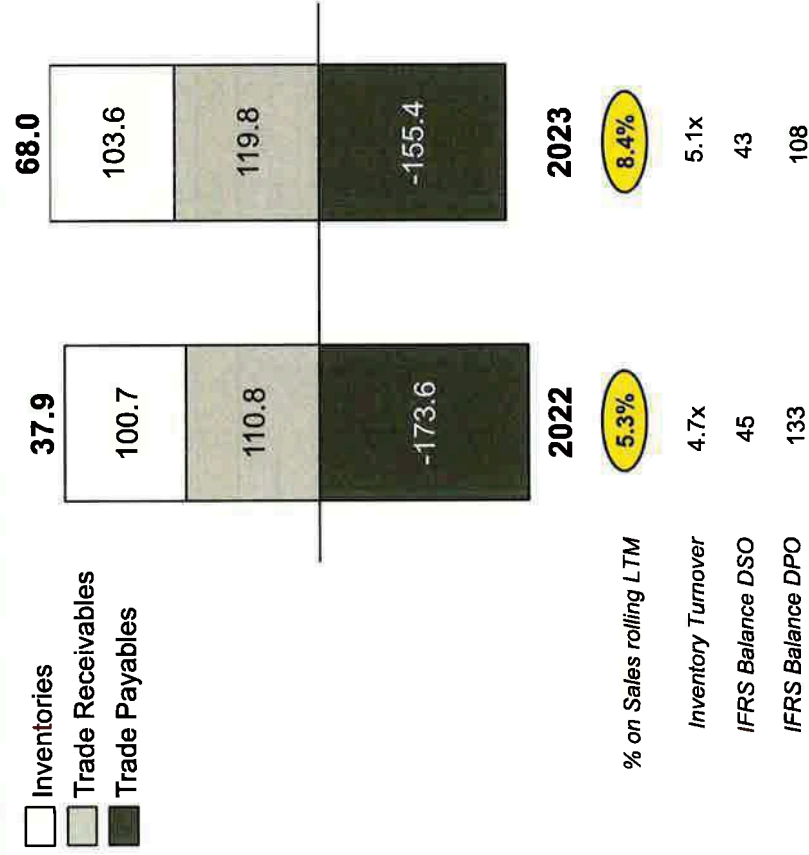 Inventories
Trade Receivables
Trade Payables
37.9 68.0
100.7 103.6
110.8 119.8
-173.6 -155.4
2022 2023
% on Sales rolling LTM 5.3% 8.4%
Inventory Turnover 4.7x 5.1x
IFRS Balance DSO 45 43
IFRS Balance DPO 133 108